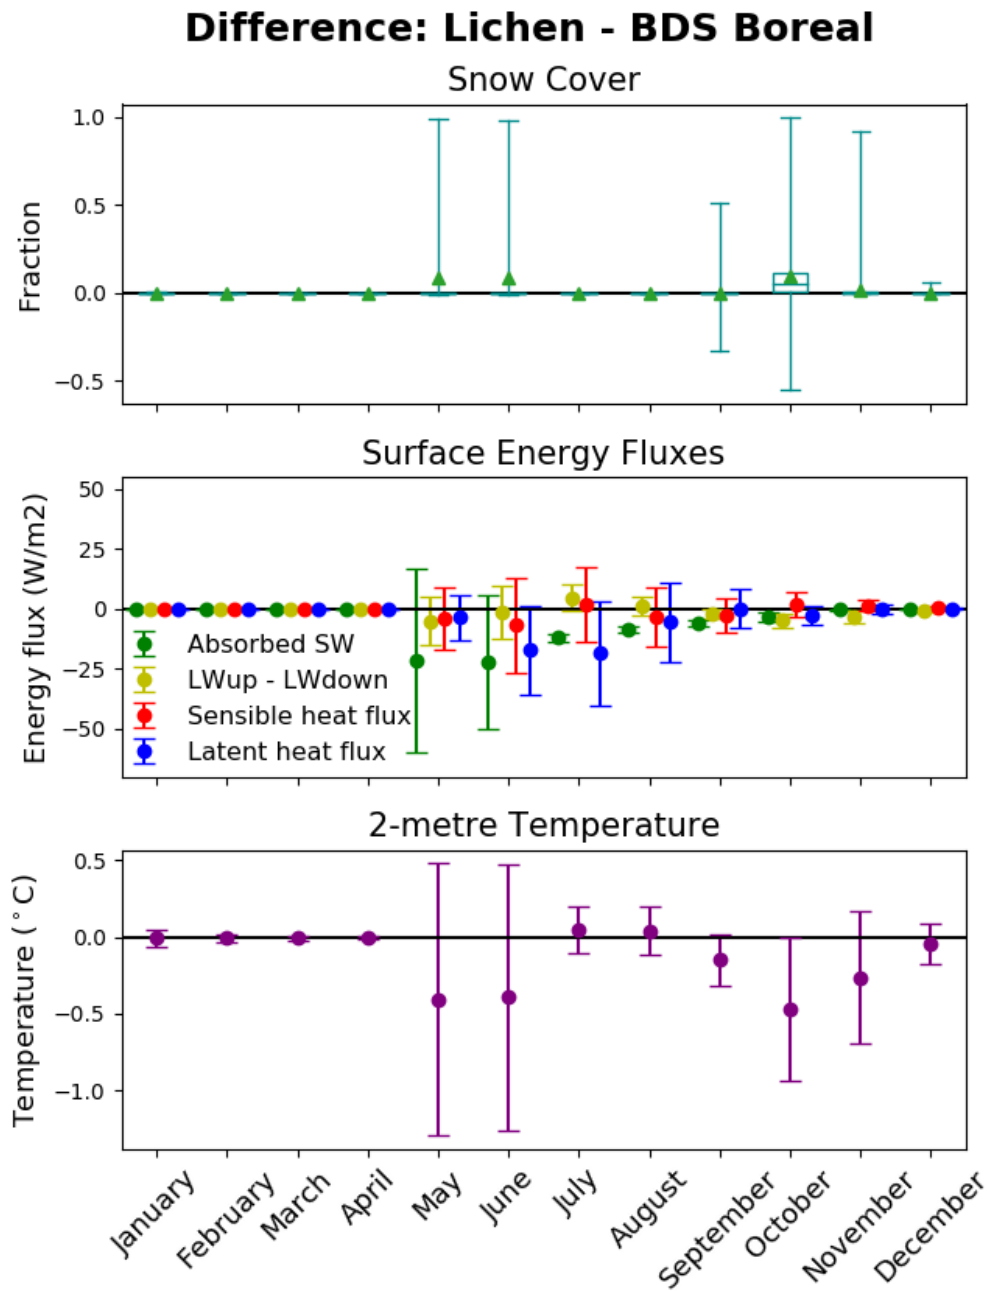 Difference: Lichen - BDS Boreal
Snow Cover
Fraction
1.0
0.5
0.0
−0.5
Surface Energy Fluxes
Energy flux (W/m2)
50
25
0
−25
−50
Absorbed SW
LWup - LWdown
Sensible heat flux
Latent heat flux
2-metre Temperature
Temperature (°C)
0.5
0.0
−0.5
−1.0
January
February
March
April
May
June
July
August
September
October
November
December